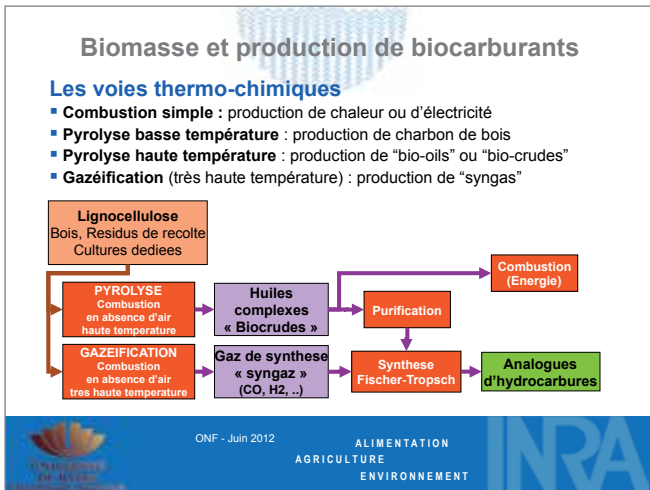 Biomasse et production de biocarburants
Les voies thermo-chimiques
▪ Combustion simple : production de chaleur ou d'électricité
▪ Pyrolyse basse température : production de charbon de bois
▪ Pyrolyse haute température : production de "bio-oils" ou "bio-crudes"
▪ Gazéification (très haute température) : production de "syngas"
Lignocellulose
Bois, Residus de recolte
Cultures dediees
Combustion
(Energie)
PYROLYSE
Combustion
en absence d'air
haute temperature
Huiles
complexes
« Biocrudes »
Purification
GAZEIFICATION
Combustion
en absence d'air
tres haute temperature
Gaz de synthese
« syngaz »
(CO, H2, ..)
Synthese
Fischer-Tropsch
Analogues
d'hydrocarbures
ONF - Juin 2012
ALIMENTATION
AGRICULTURE
ENVIRONNEMENT
INRA